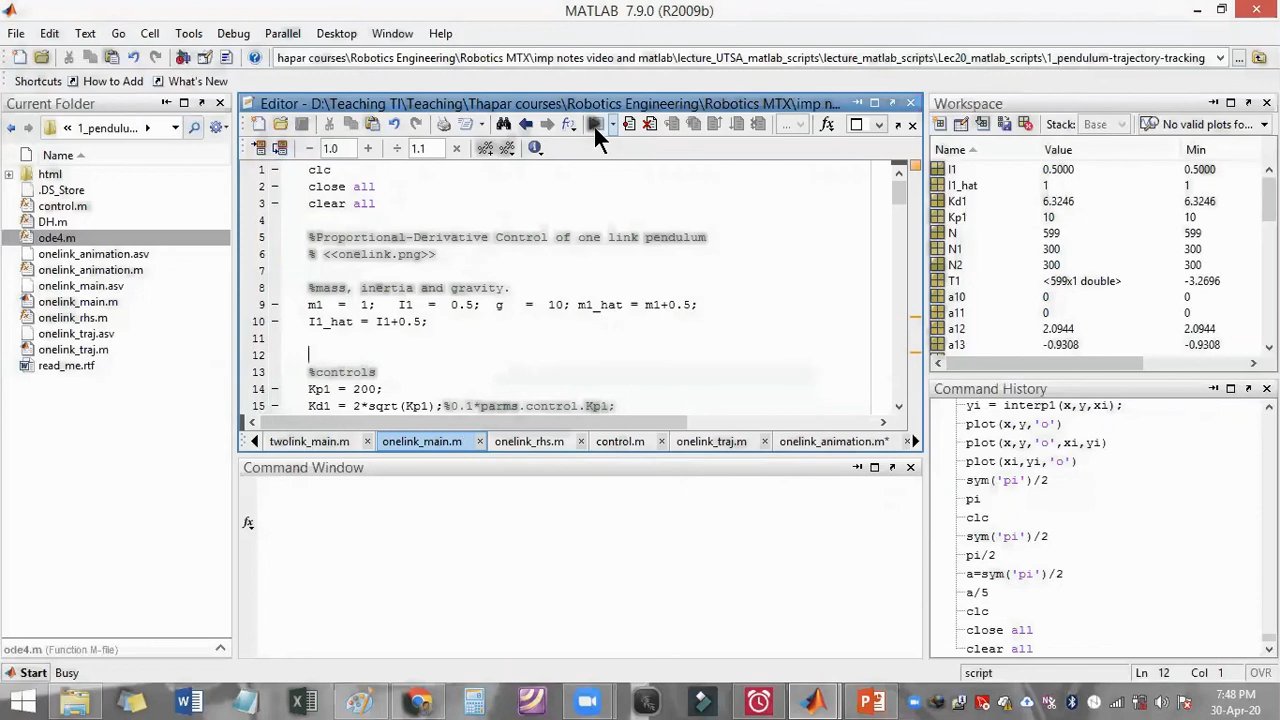 MATLAB 7.9.0 (R2009b)
File Edit Text Go Cell Tools Debug Parallel Desktop Window Help
hapar courses\Robotics Engineering\Robotics MTX\imp notes video and matlab\lecture_UTSA_matlab_scripts\lecture_matlab_scripts\Lec20_matlab_scripts\1_pendulum-trajectory-tracking
Shortcuts How to Add What's New
Current Folder
« 1_pendulu...
Name
html
.DS_Store
control.m
DH.m
ode4.m
onelink_animation.asv
onelink_animation.m
onelink_main.asv
onelink_main.m
onelink_rhs.m
onelink_traj.asv
onelink_traj.m
read_me.rtf
ode4.m (Function M-file)
Editor - D:\Teaching TI\Teaching\Thapar courses\Robotics Engineering\Robotics MTX\imp n...
1.0 1.1
1 clc
2 close all
3 clear all
4
5 %Proportional-Derivative Control of one link pendulum
6 % <<onelink.png>>
7
8 %mass, inertia and gravity.
9 m1 = 1; I1 = 0.5; g = 10; m1_hat = m1+0.5;
10 I1_hat = I1+0.5;
11
12
13 %controls
14 Kp1 = 200;
15 Kd1 = 2*sqrt(Kp1);%0.1*parms.control.Kp1;
twolink_main.m onelink_main.m onelink_rhs.m control.m onelink_traj.m onelink_animation.m*
Command Window
fx
Workspace
Stack: Base No valid plots for...
Name Value Min
I1 0.5000 0.5000
I1_hat 1 1
Kd1 6.3246 6.3246
Kp1 10 10
N 599 599
N1 300 300
N2 300 300
T1 <599x1 double> -3.2696
a10 0 0
a11 0 0
a12 2.0944 2.0944
a13 -0.9308 -0.9308
Command History
yi = interp1(x,y,xi);
plot(x,y,'o')
plot(x,y,'o',xi,yi)
plot(xi,yi,'o')
sym('pi')/2
pi
clc
sym('pi')/2
pi/2
a=sym('pi')/2
a/5
clc
close all
clear all
Start Busy
script Ln 12 Col 1 OVR
7:48 PM
30-Apr-20